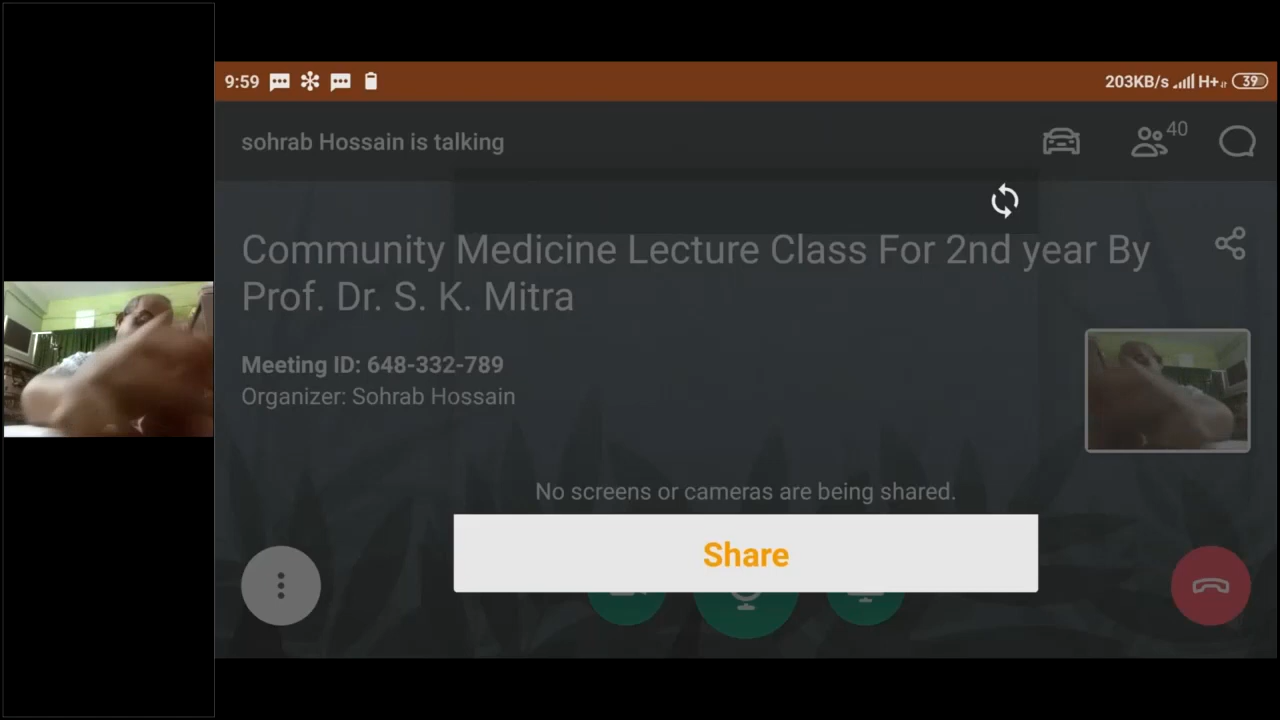 9:59
203KB/s H+ 39
sohrab Hossain is talking
40
Community Medicine Lecture Class For 2nd year By
Prof. Dr. S. K. Mitra
Meeting ID: 648-332-789
Organizer: Sohrab Hossain
No screens or cameras are being shared.
Share